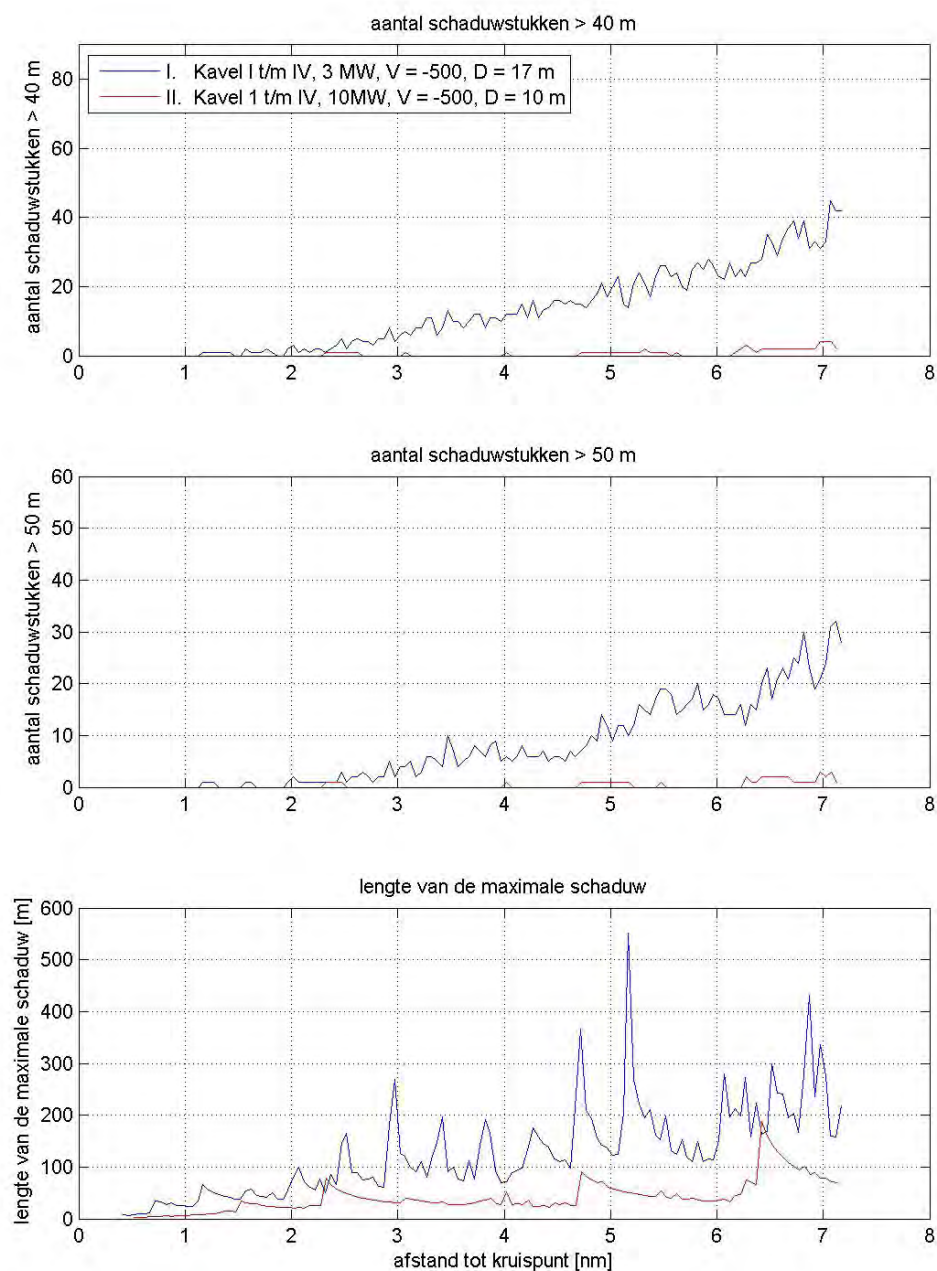 aantal schaduwstukken > 40 m
I. Kavel I t/m IV, 3 MW, V = -500, D = 17 m
II. Kavel 1 t/m IV, 10MW, V = -500, D = 10 m
aantal schaduwstukken > 40 m
80
60
40
20
0
0 1 2 3 4 5 6 7 8
aantal schaduwstukken > 50 m
aantal schaduwstukken > 50 m
60
50
40
30
20
10
0
0 1 2 3 4 5 6 7 8
lengte van de maximale schaduw
lengte van de maximale schaduw [m]
600
500
400
300
200
100
0
0 1 2 3 4 5 6 7 8
afstand tot kruispunt [nm]